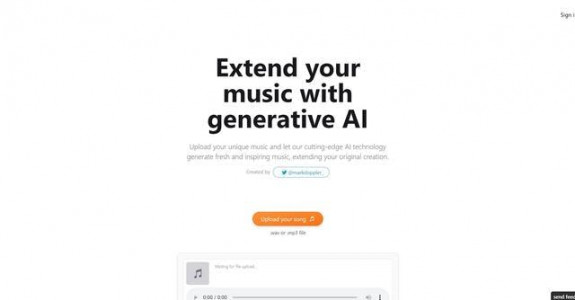 Sign i
Extend your
music with
generative AI
Upload your unique music and let our cutting-edge AI technology
generate fresh and inspiring music, extending your original creation.
Created by
Upload your song
.wav or .mp3 file
Waiting for file upload...
0:00 / 0:00
send feed